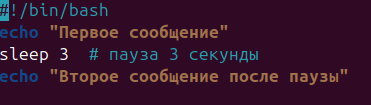 #!/bin/bash
echo "Первое сообщение"
sleep 3  # пауза 3 секунды
echo "Второе сообщение после паузы"